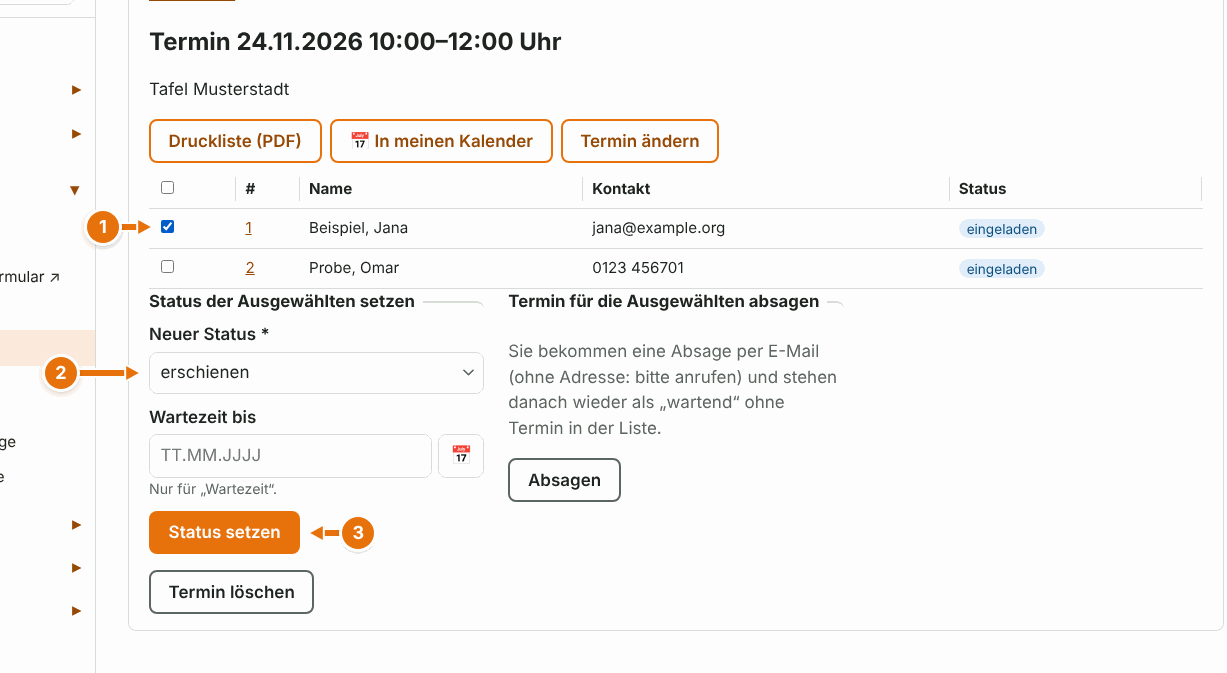 Termin 24.11.2026 10:00–12:00 Uhr
Tafel Musterstadt
Druckliste (PDF)
📅 In meinen Kalender
Termin ändern
# Name Kontakt Status
1
1 Beispiel, Jana jana@example.org eingeladen
2 Probe, Omar 0123 456701 eingeladen
rmular ↗
Status der Ausgewählten setzen
Neuer Status *
2
erschienen
Wartezeit bis
TT.MM.JJJJ
Nur für „Wartezeit“.
Status setzen
3
Termin löschen
Termin für die Ausgewählten absagen
Sie bekommen eine Absage per E-Mail
(ohne Adresse: bitte anrufen) und stehen
danach wieder als „wartend“ ohne
Termin in der Liste.
Absagen
ge
e